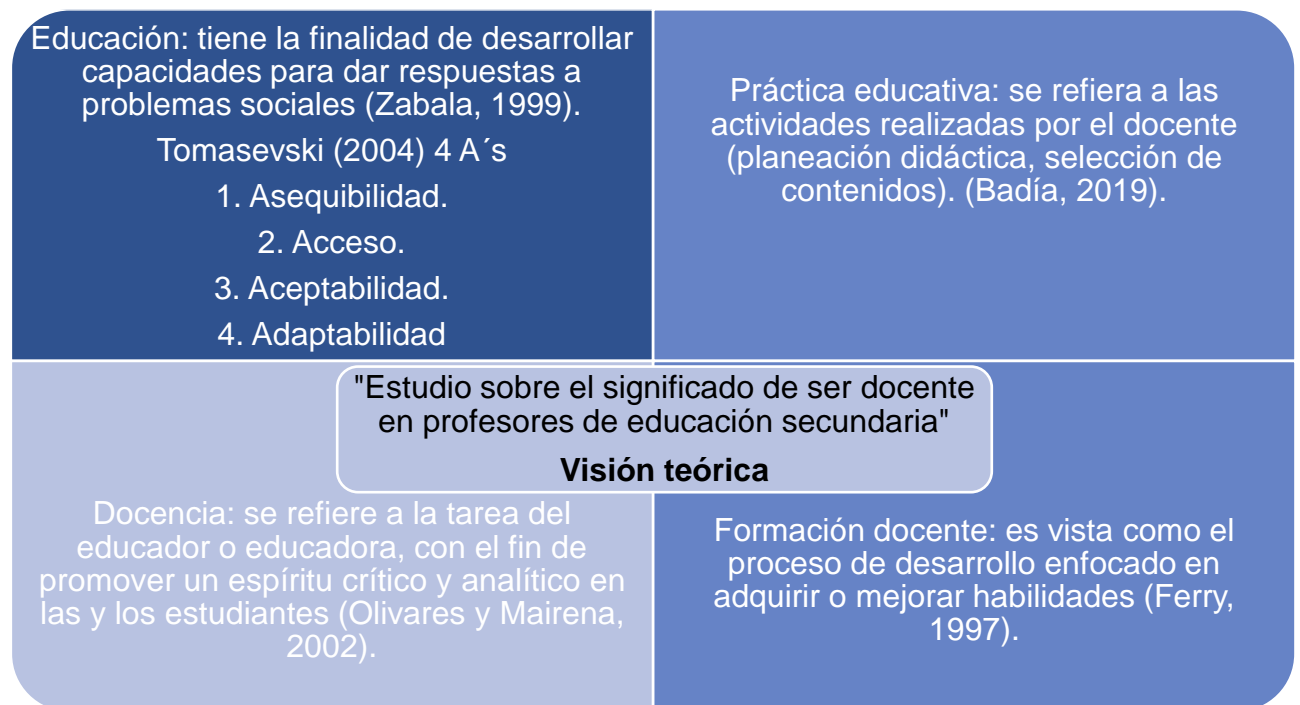 Educación: tiene la finalidad de desarrollar
capacidades para dar respuestas a
problemas sociales (Zabala, 1999).
Tomasevski (2004) 4 A´s
1. Asequibilidad.
2. Acceso.
3. Aceptabilidad.
4. Adaptabilidad
Práctica educativa: se refiera a las
actividades realizadas por el docente
(planeación didáctica, selección de
contenidos). (Badía, 2019).
"Estudio sobre el significado de ser docente
en profesores de educación secundaria"
Visión teórica
Docencia: se refiere a la tarea del
educador o educadora, con el fin de
promover un espíritu crítico y analítico en
las y los estudiantes (Olivares y Mairena,
2002).
Formación docente: es vista como el
proceso de desarrollo enfocado en
adquirir o mejorar habilidades (Ferry,
1997).